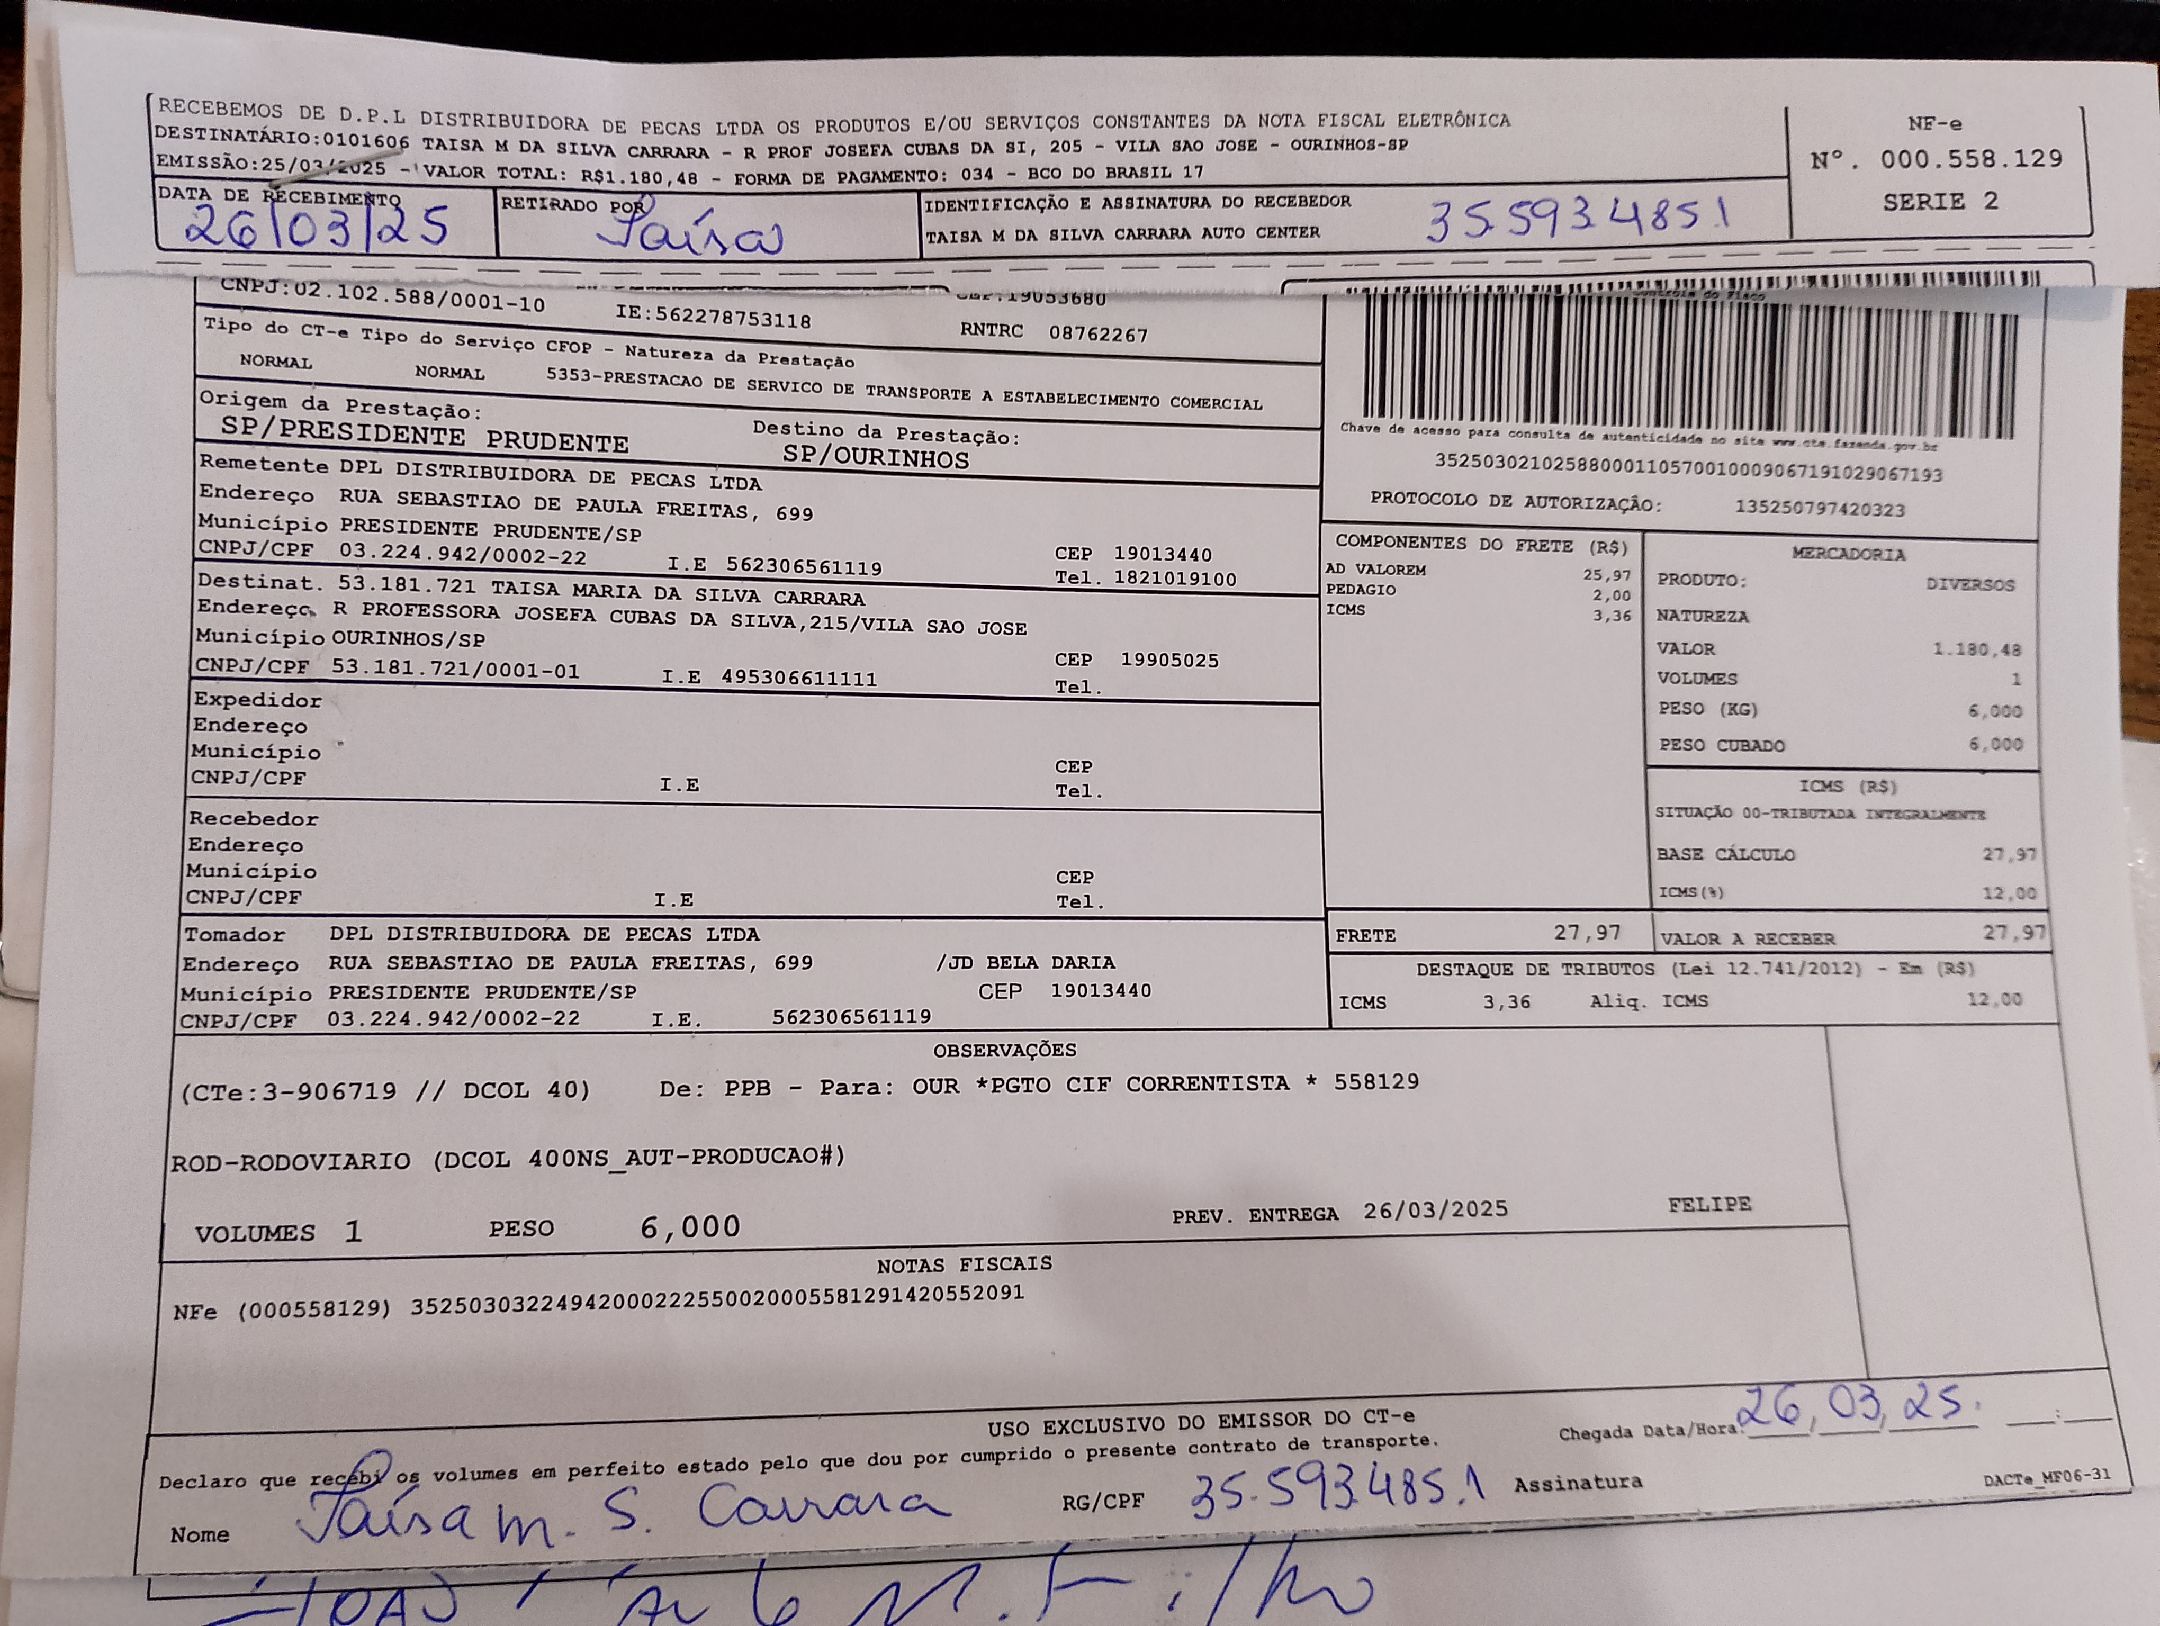 RECEBEMOS DE D.P.L DISTRIBUIDORA DE PECAS LTDA OS PRODUTOS E/OU SERVIÇOS CONSTANTES DA NOTA FISCAL ELETRÔNICA
DESTINATÁRIO:0101606 TAISA M DA SILVA CARRARA - R PROF JOSEFA CUBAS DA SI, 205 - VILA SAO JOSE - OURINHOS-SP
EMISSÃO:25/03/2025 - VALOR TOTAL: R$1.180,48 - FORMA DE PAGAMENTO: 034 - BCO DO BRASIL 17
NF-e
Nº. 000.558.129
SERIE 2
DATA DE RECEBIMENTO
26/03/25
RETIRADO POR
Taísa
IDENTIFICAÇÃO E ASSINATURA DO RECEBEDOR
TAISA M DA SILVA CARRARA AUTO CENTER
35.593.485.1
CNPJ:02.102.588/0001-10 IE:562278753118 CEP:19053680
RNTRC 08762267
Controle do Fisco
Tipo do CT-e Tipo do Serviço CFOP - Natureza da Prestação
NORMAL NORMAL 5353-PRESTACAO DE SERVICO DE TRANSPORTE A ESTABELECIMENTO COMERCIAL
Origem da Prestação: Destino da Prestação:
SP/PRESIDENTE PRUDENTE SP/OURINHOS
Remetente DPL DISTRIBUIDORA DE PECAS LTDA
Endereço RUA SEBASTIAO DE PAULA FREITAS, 699
Município PRESIDENTE PRUDENTE/SP CEP 19013440
CNPJ/CPF 03.224.942/0002-22 I.E 562306561119 Tel. 1821019100
Destinat. 53.181.721 TAISA MARIA DA SILVA CARRARA
Endereço R PROFESSORA JOSEFA CUBAS DA SILVA,215/VILA SAO JOSE
Município OURINHOS/SP CEP 19905025
CNPJ/CPF 53.181.721/0001-01 I.E 495306611111 Tel.
Expedidor
Endereço
Município CEP
CNPJ/CPF I.E Tel.
Recebedor
Endereço
Município CEP
CNPJ/CPF I.E Tel.
Tomador DPL DISTRIBUIDORA DE PECAS LTDA
Endereço RUA SEBASTIAO DE PAULA FREITAS, 699 /JD BELA DARIA
Município PRESIDENTE PRUDENTE/SP CEP 19013440
CNPJ/CPF 03.224.942/0002-22 I.E. 562306561119
Chave de acesso para consulta de autenticidade no site www.cte.fazenda.gov.br
35250302102588000110570010009067191029067193
PROTOCOLO DE AUTORIZAÇÃO: 135250797420323
COMPONENTES DO FRETE (R$)
AD VALOREM 25,97
PEDAGIO 2,00
ICMS 3,36
MERCADORIA
PRODUTO: DIVERSOS
NATUREZA
VALOR 1.180,48
VOLUMES 1
PESO (KG) 6,000
PESO CUBADO 6,000
ICMS (R$)
SITUAÇÃO 00-TRIBUTADA INTEGRALMENTE
BASE CÁLCULO 27,97
ICMS(%) 12,00
FRETE 27,97 VALOR A RECEBER 27,97
DESTAQUE DE TRIBUTOS (Lei 12.741/2012) - Em (R$)
ICMS 3,36 Aliq. ICMS 12,00
OBSERVAÇÕES
(CTe:3-906719 // DCOL 40) De: PPB - Para: OUR *PGTO CIF CORRENTISTA * 558129
ROD-RODOVIARIO (DCOL 400NS_AUT-PRODUCAO#)
VOLUMES 1 PESO 6,000 PREV. ENTREGA 26/03/2025 FELIPE
NOTAS FISCAIS
NFe (000558129) 35250303224942000222550020005581291420552091
USO EXCLUSIVO DO EMISSOR DO CT-e
Chegada Data/Hora: 26/03/25. __:__
Declaro que recebi os volumes em perfeito estado pelo que dou por cumprido o presente contrato de transporte.
Nome Taísa m. S. Carrara RG/CPF 35.593.485.1 Assinatura
DACTe_MF06-31